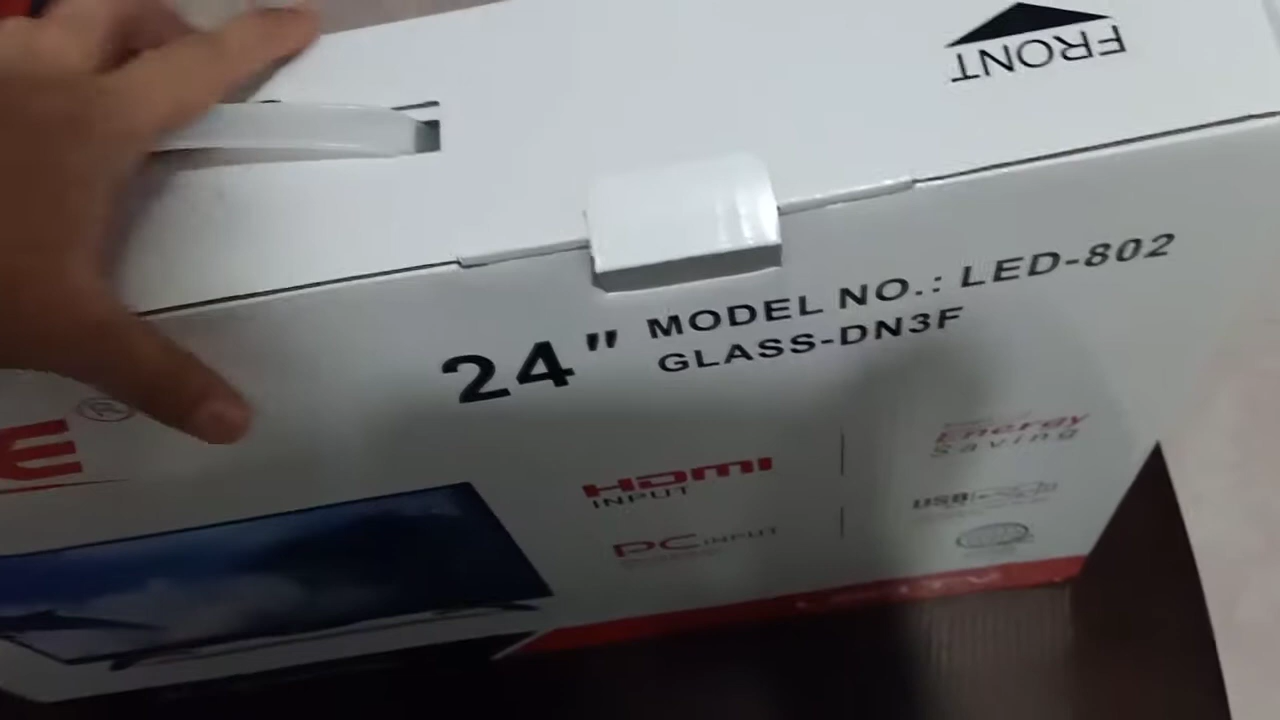 FRONT
24" MODEL NO.: LED-802
GLASS-DN3F
E®
HDMI
INPUT
PC INPUT
Energy
Saving
USB